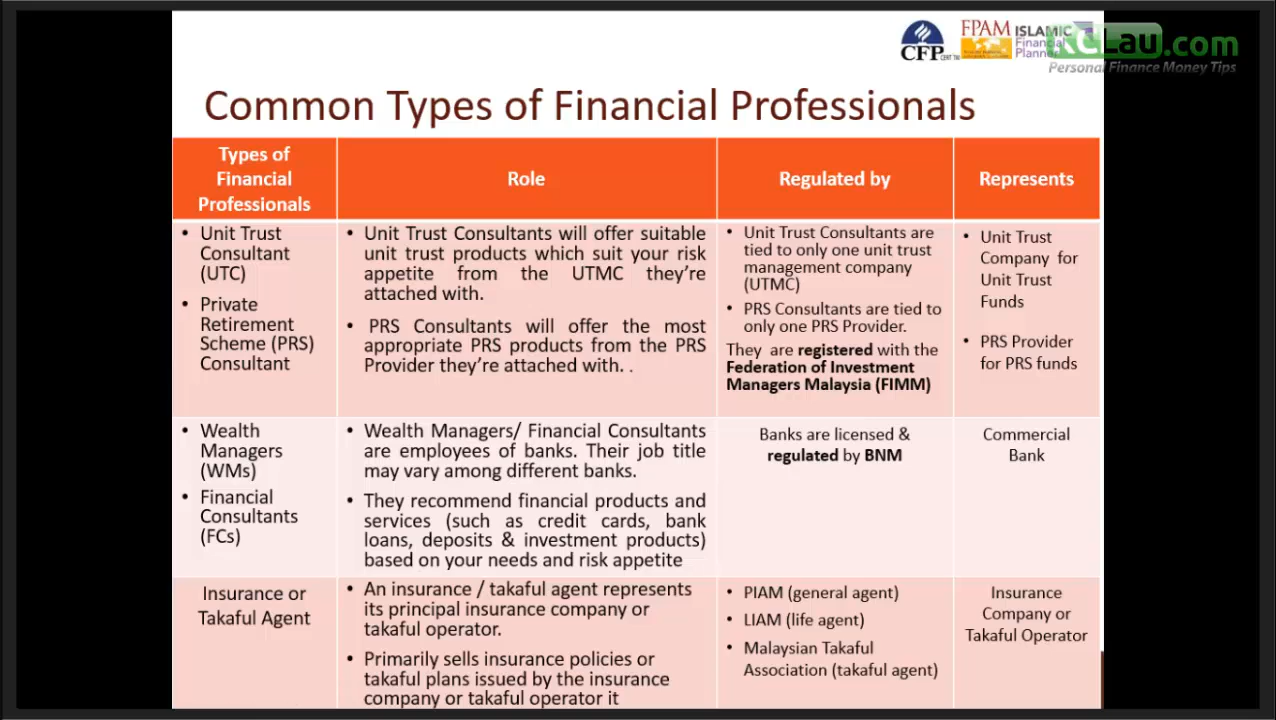 CFP
CERT TM
FPAM
ISLAMIC
Financial
Planner
KCLau.com
Personal Finance Money Tips
Common Types of Financial Professionals
Types of
Financial
Professionals
Role
Regulated by
Represents
• Unit Trust
Consultant
(UTC)
• Private
Retirement
Scheme (PRS)
Consultant
• Unit Trust Consultants will offer suitable
unit trust products which suit your risk
appetite from the UTMC they're
attached with.
• PRS Consultants will offer the most
appropriate PRS products from the PRS
Provider they're attached with. .
• Unit Trust Consultants are
tied to only one unit trust
management company
(UTMC)
• PRS Consultants are tied to
only one PRS Provider.
They are registered with the
Federation of Investment
Managers Malaysia (FIMM)
• Unit Trust
Company for
Unit Trust
Funds
• PRS Provider
for PRS funds
• Wealth
Managers
(WMs)
• Financial
Consultants
(FCs)
• Wealth Managers/ Financial Consultants
are employees of banks. Their job title
may vary among different banks.
• They recommend financial products and
services (such as credit cards, bank
loans, deposits & investment products)
based on your needs and risk appetite
Banks are licensed &
regulated by BNM
Commercial
Bank
Insurance or
Takaful Agent
• An insurance / takaful agent represents
its principal insurance company or
takaful operator.
• Primarily sells insurance policies or
takaful plans issued by the insurance
company or takaful operator it
• PIAM (general agent)
• LIAM (life agent)
• Malaysian Takaful
Association (takaful agent)
Insurance
Company or
Takaful Operator